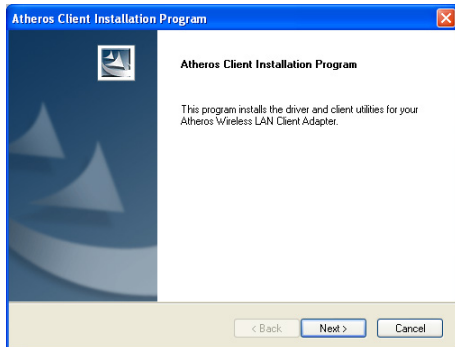 Atheros Client Installation Program
Atheros Client Installation Program
This program installs the driver and client utilities for your
Atheros Wireless LAN Client Adapter.
< Back
Next >
Cancel